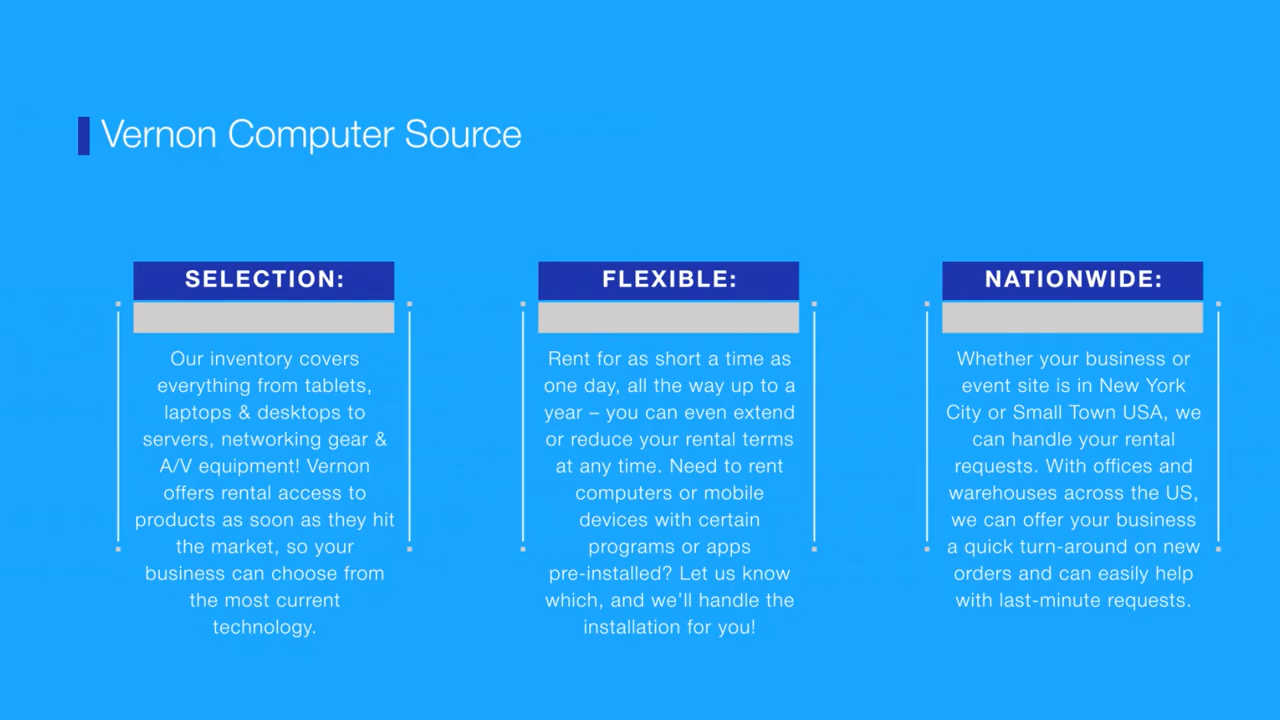 Vernon Computer Source
SELECTION:
Our inventory covers
everything from tablets,
laptops & desktops to
servers, networking gear &
A/V equipment! Vernon
offers rental access to
products as soon as they hit
the market, so your
business can choose from
the most current
technology.
FLEXIBLE:
Rent for as short a time as
one day, all the way up to a
year – you can even extend
or reduce your rental terms
at any time. Need to rent
computers or mobile
devices with certain
programs or apps
pre-installed? Let us know
which, and we’ll handle the
installation for you!
NATIONWIDE:
Whether your business or
event site is in New York
City or Small Town USA, we
can handle your rental
requests. With offices and
warehouses across the US,
we can offer your business
a quick turn-around on new
orders and can easily help
with last-minute requests.